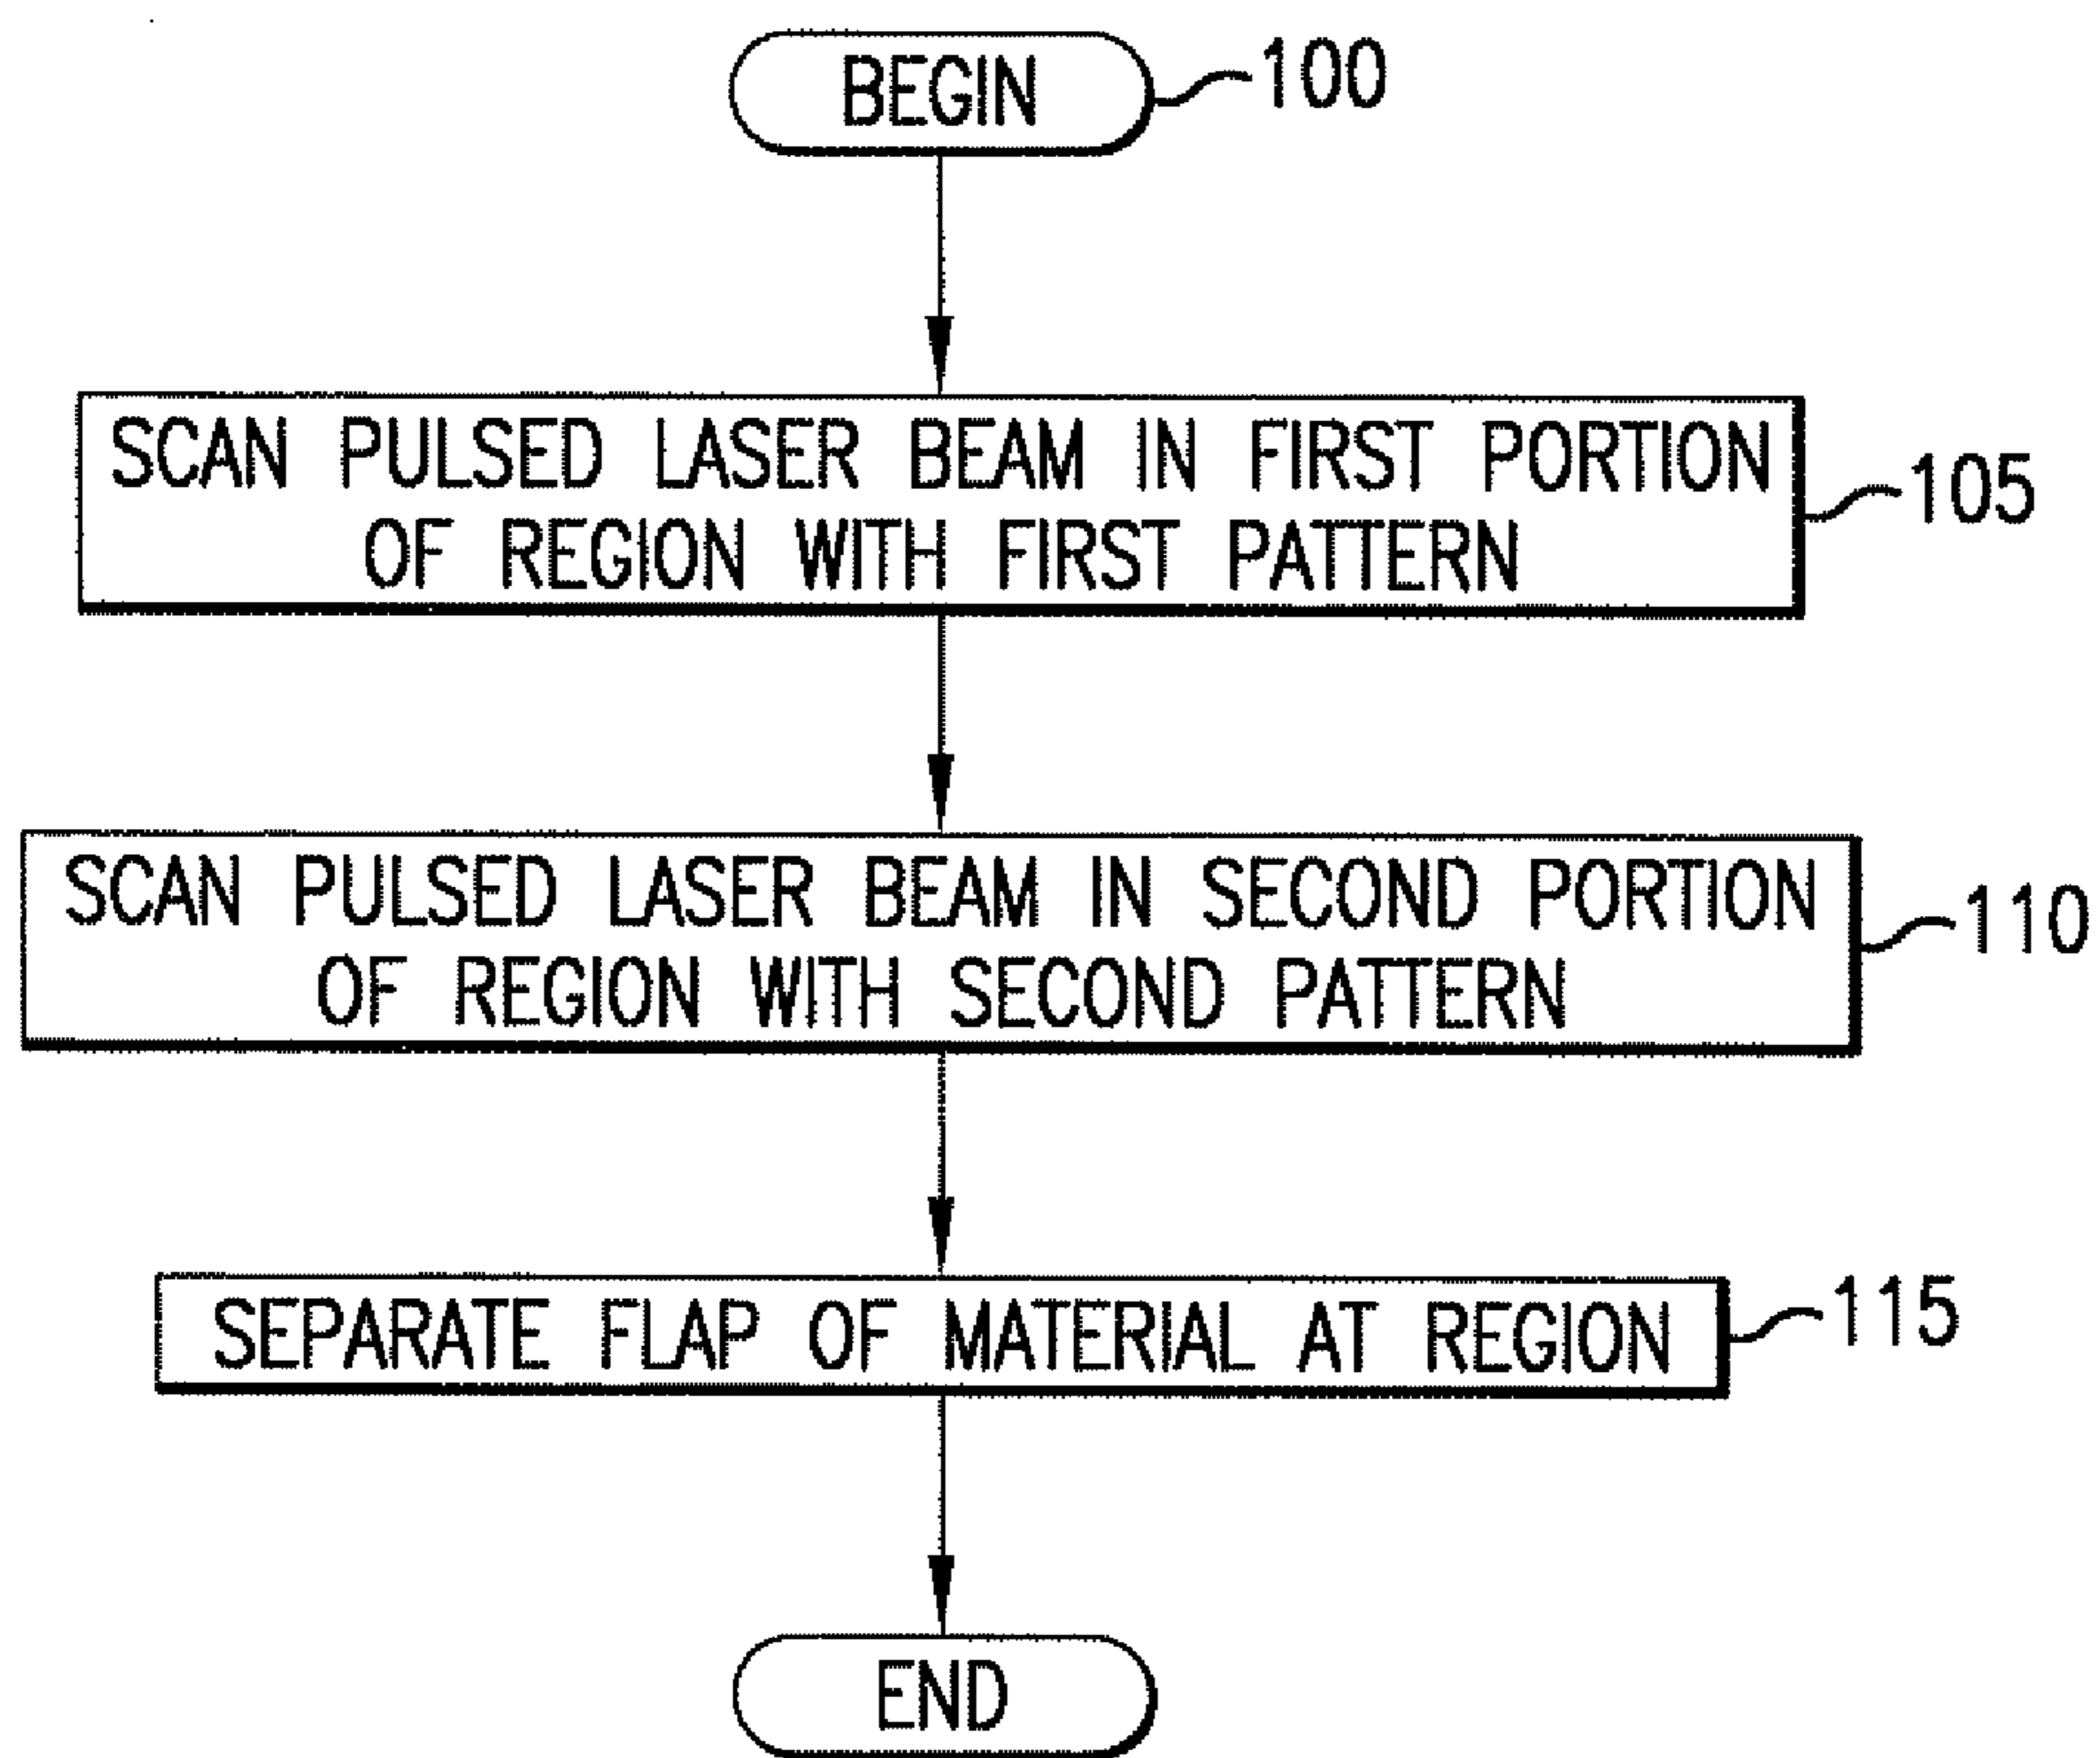 BEGIN
100
SCAN PULSED LASER BEAM IN FIRST PORTION
OF REGION WITH FIRST PATTERN
105
SCAN PULSED LASER BEAM IN SECOND PORTION
OF REGION WITH SECOND PATTERN
110
SEPARATE FLAP OF MATERIAL AT REGION
115
END